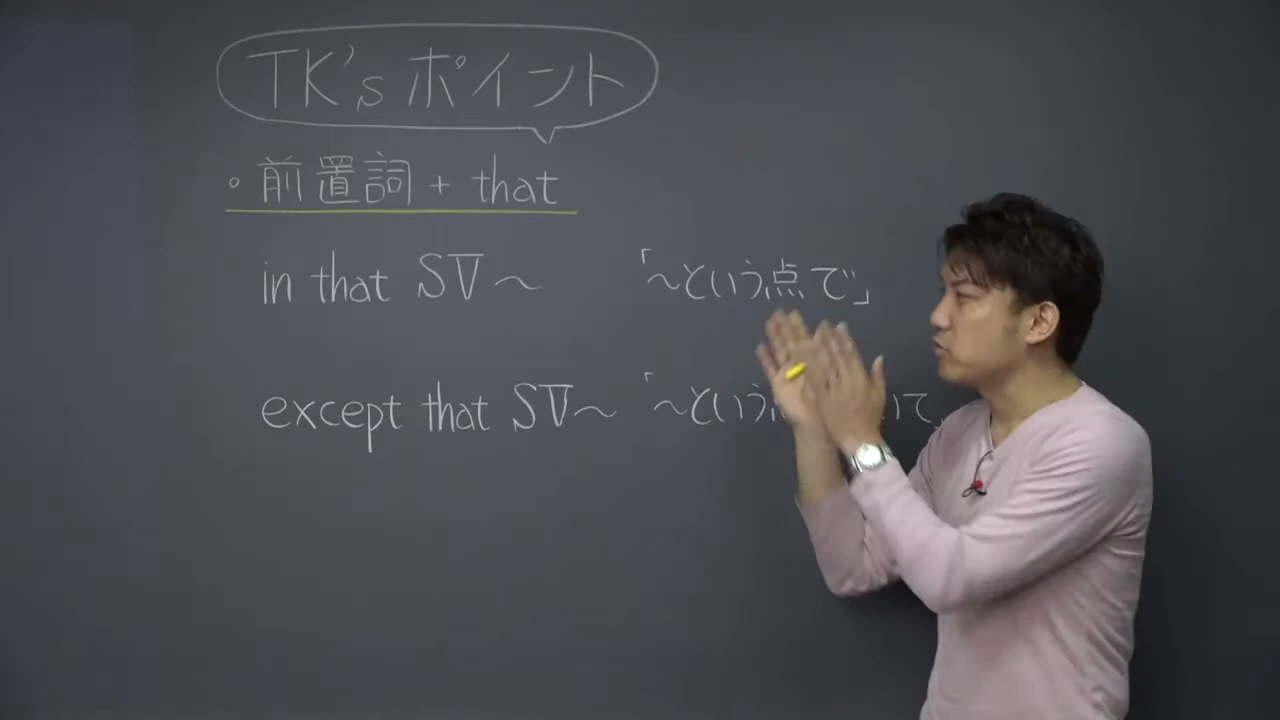 TK's ポイント
・前置詞 + that
in that SV～ 「～という点で」
except that SV～ 「～という